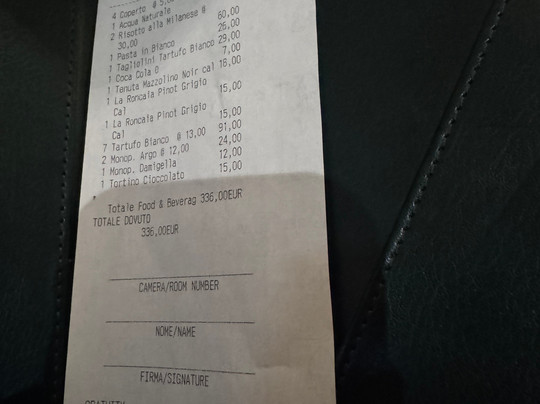 4 Coperto @ 5,00
1 Acqua Naturale
2 Risotto alla Milanese @
30,00 60,00
1 Pasta in Bianco 26,00
1 Tagliolini Tartufo Bianco 29,00
1 Coca Cola 0 7,00
1 Tenuta Mazzolino Noir cal 18,00
1 La Roncaia Pinot Grigio
Cal 15,00
1 La Roncaia Pinot Grigio
Cal 15,00
7 Tartufo Bianco @ 13,00 91,00
2 Monop. Argo @ 12,00 24,00
1 Monop. Damigella 12,00
1 Tortino Cioccolato 15,00
*
Totale Food & Beverag 336,00EUR
TOTALE DOVUTO
336,00EUR
CAMERA/ROOM NUMBER
NOME/NAME
FIRMA/SIGNATURE